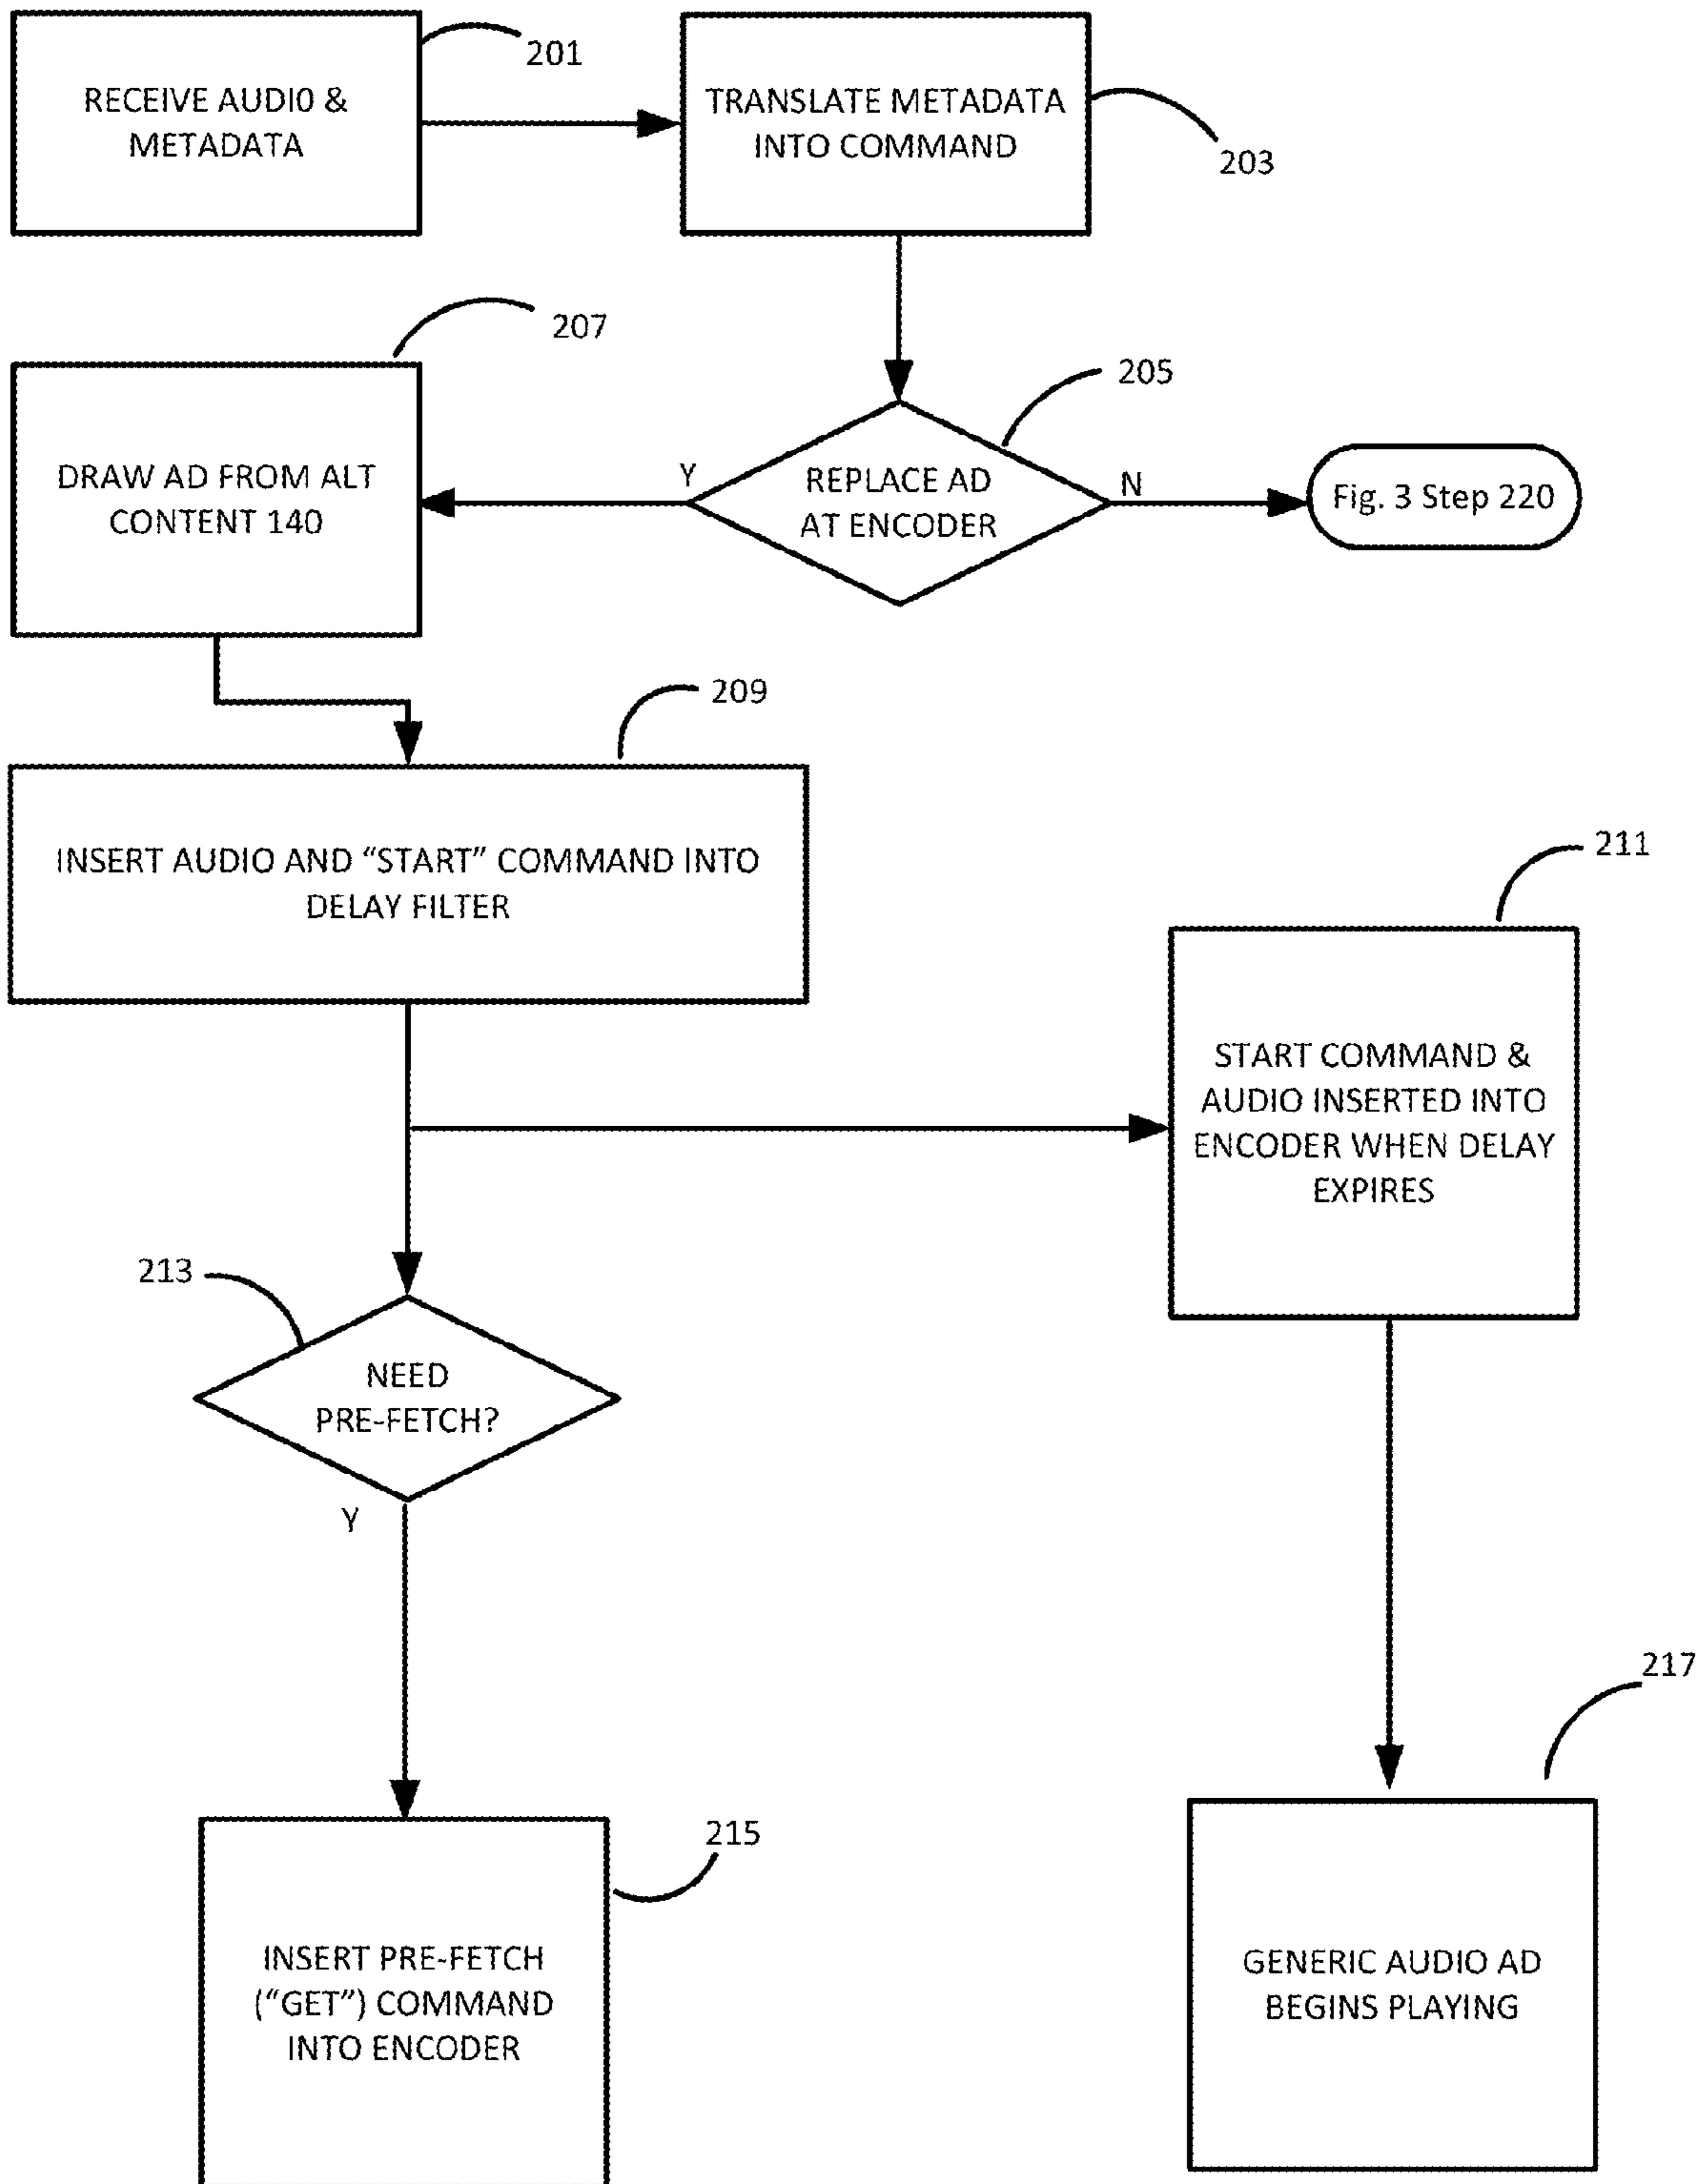 RECEIVE AUDIO &
METADATA
201
TRANSLATE METADATA
INTO COMMAND
203
207
DRAW AD FROM ALT
CONTENT 140
205
Y
REPLACE AD
AT ENCODER
N
Fig. 3 Step 220
209
INSERT AUDIO AND “START” COMMAND INTO
DELAY FILTER
211
START COMMAND &
AUDIO INSERTED INTO
ENCODER WHEN DELAY
EXPIRES
213
NEED
PRE-FETCH?
Y
215
INSERT PRE-FETCH
(“GET”) COMMAND
INTO ENCODER
217
GENERIC AUDIO AD
BEGINS PLAYING